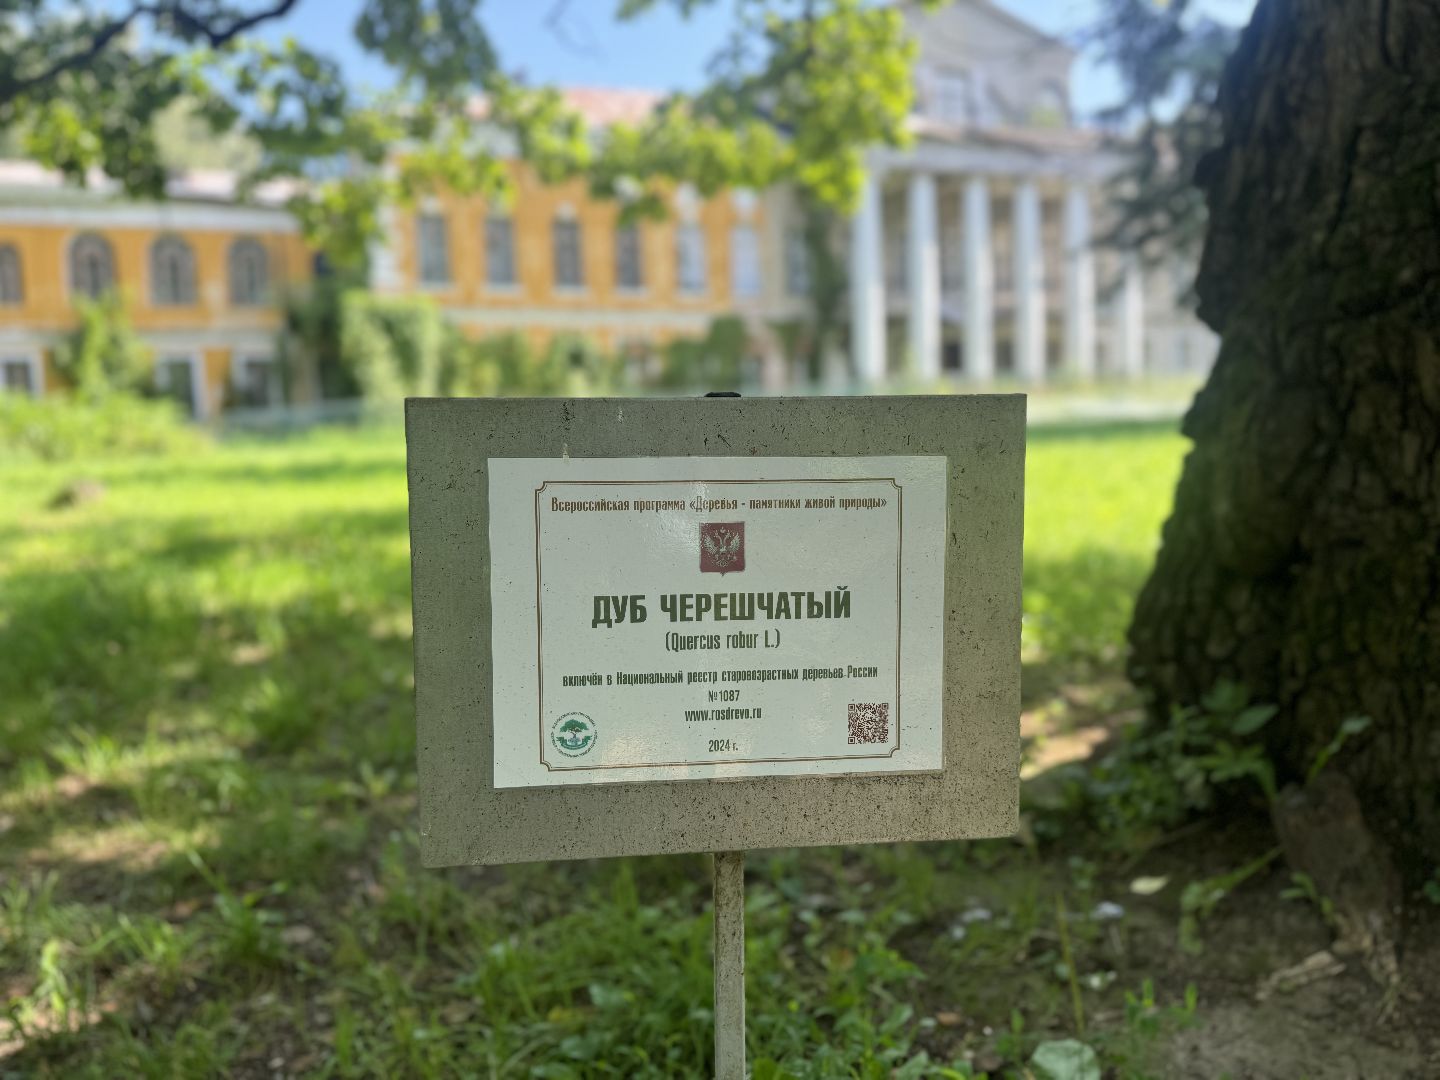 Всероссийская программа «Деревья - памятники живой природы»
ДУБ ЧЕРЕШЧАТЫЙ
(Quercus robur L.)
включён в Национальный реестр старовозрастных деревьев России
№1087
www.rosdrevo.ru
2024 г.